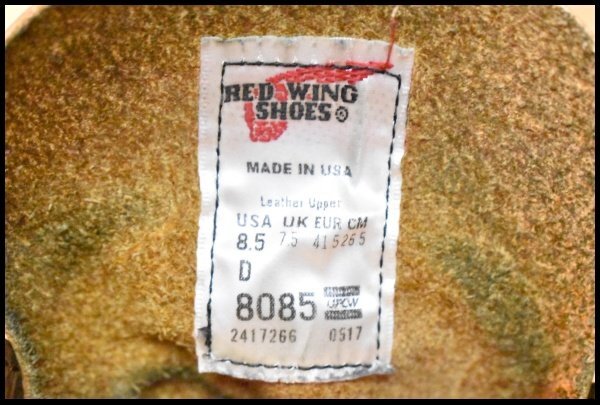 RED WING
SHOES®
MADE IN USA
Leather Upper
USA UK EUR CM
8.5 7.5 41.5 26.5
D
8085 UFCW
2417266 0517